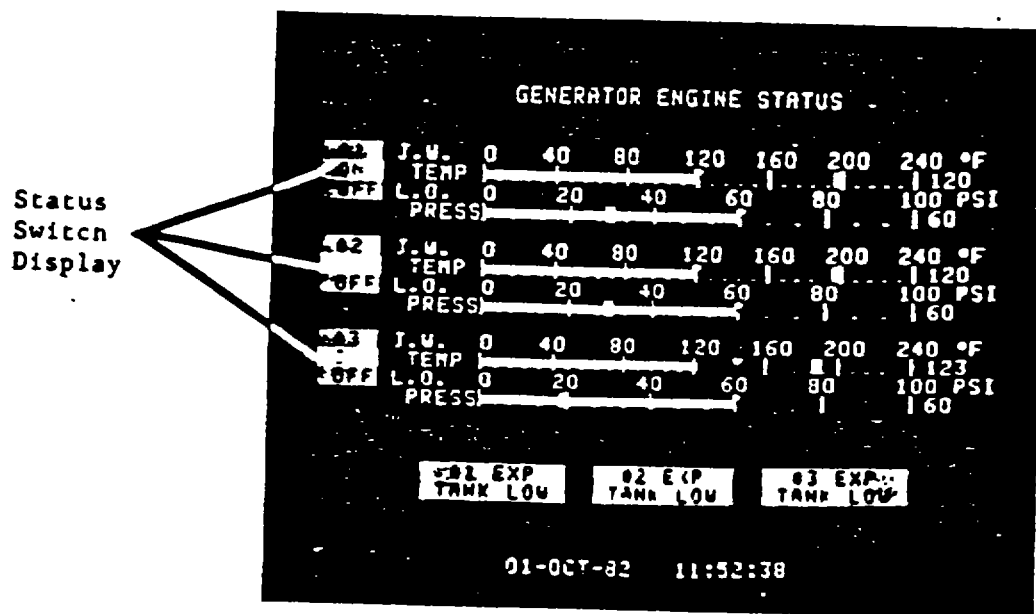 GENERATOR ENGINE STATUS
Status
Switch
Display
ON
OFF
J.W. 0 40 80 120 160 200 240 °F
TEMP 120
L.O. 0 20 40 60 80 100 PSI
PRESS 60
#2
OFF
J.W. 0 40 80 120 160 200 240 °F
TEMP 120
L.O. 0 20 40 60 80 100 PSI
PRESS 60
#3
OFF
J.W. 0 40 80 120 160 200 240 °F
TEMP 123
L.O. 0 20 40 60 80 100 PSI
PRESS 60
#1 EXP
TANK LOW
#2 EXP
TANK LOW
#3 EXP
TANK LOW
01-OCT-82 11:52:38